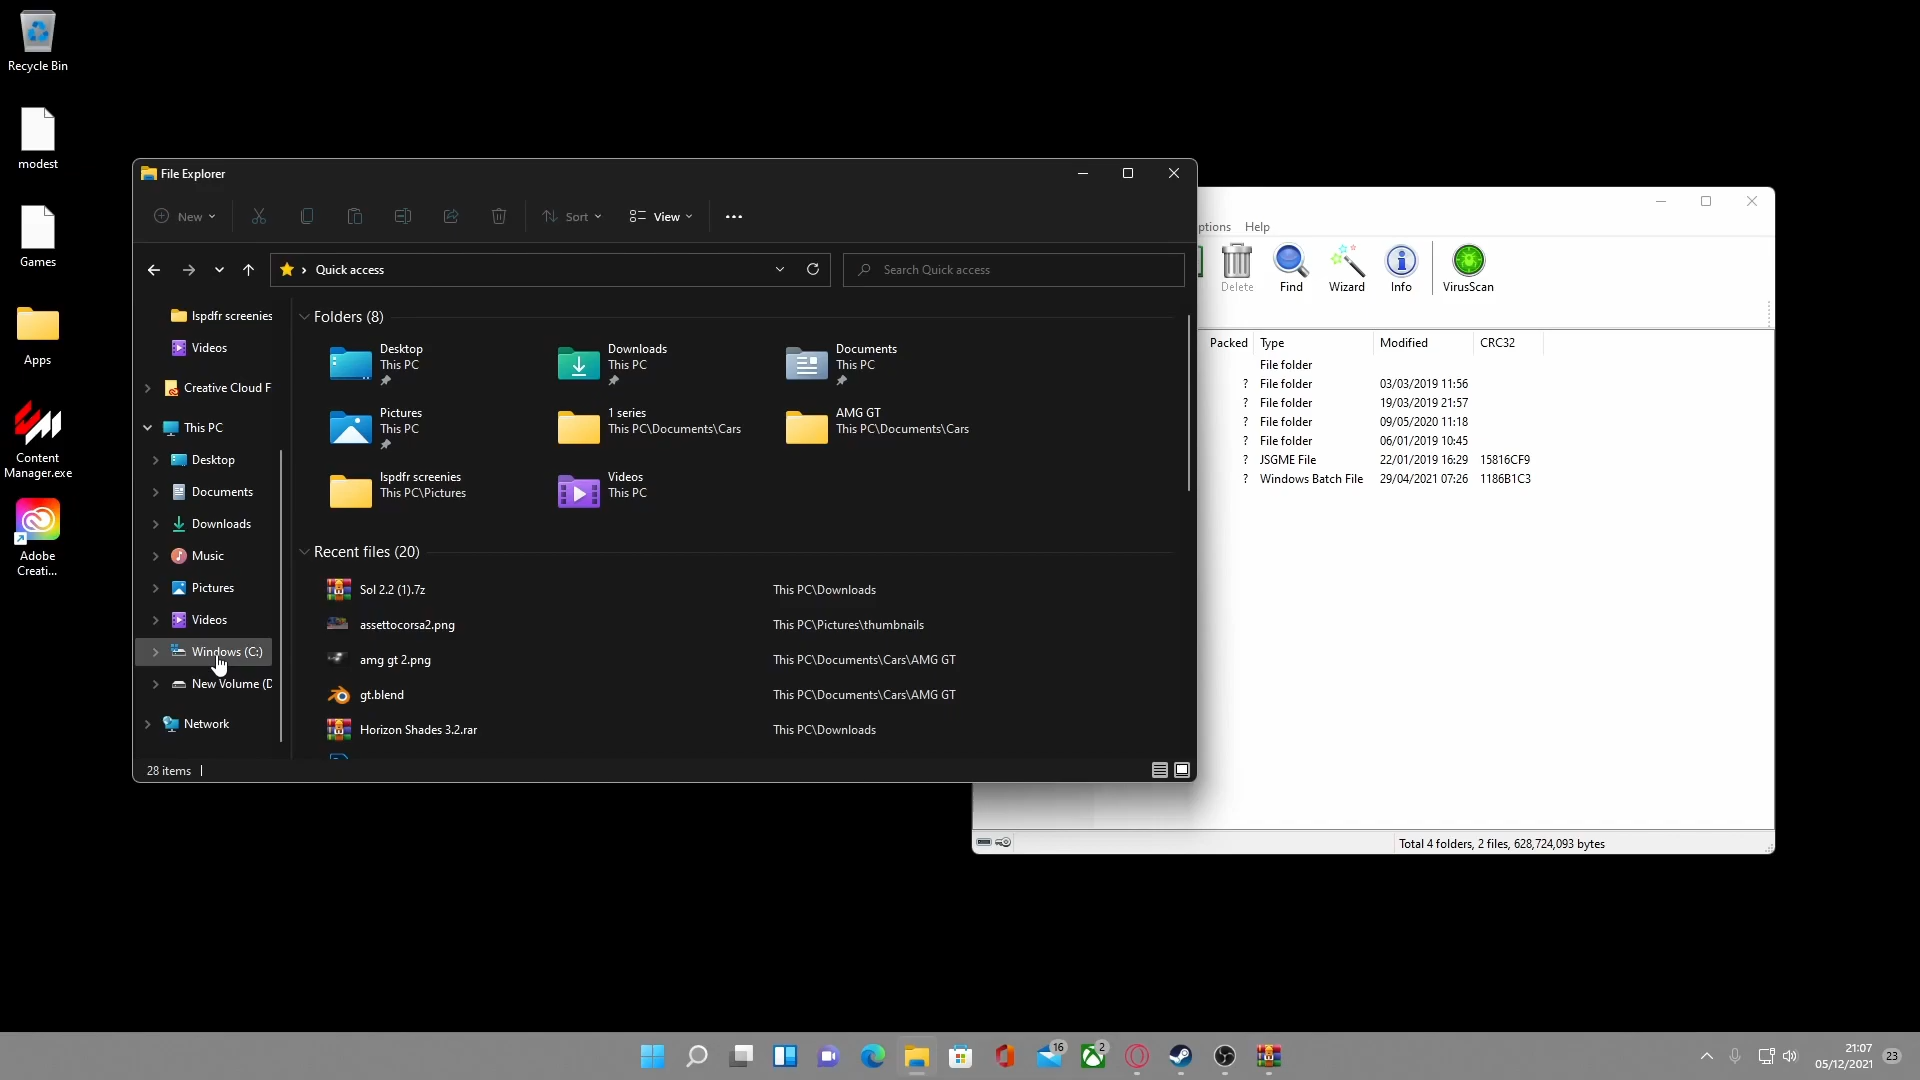 Recycle Bin
modest
Games
Apps
Content
Manager.exe
Adobe
Creati...
File Explorer
New
Sort
View
Quick access
Search Quick access
lspdfr screenies
Videos
Creative Cloud F
This PC
Desktop
Documents
Downloads
Music
Pictures
Videos
Windows (C:)
New Volume (D
Network
Folders (8)
Desktop
This PC
Downloads
This PC
Documents
This PC
Pictures
This PC
1 series
This PC\Documents\Cars
AMG GT
This PC\Documents\Cars
lspdfr screenies
This PC\Pictures
Videos
This PC
Recent files (20)
Sol 2.2 (1).7z This PC\Downloads
assettocorsa2.png This PC\Pictures\thumbnails
amg gt 2.png This PC\Documents\Cars\AMG GT
gt.blend This PC\Documents\Cars\AMG GT
Horizon Shades 3.2.rar This PC\Downloads
28 items
ptions Help
Delete Find Wizard Info VirusScan
Packed Type Modified CRC32
File folder
? File folder 03/03/2019 11:56
? File folder 19/03/2019 21:57
? File folder 09/05/2020 11:18
? File folder 06/01/2019 10:45
? JSGME File 22/01/2019 16:29 15816CF9
? Windows Batch File 29/04/2021 07:26 1186B1C3
Total 4 folders, 2 files, 628,724,093 bytes
16
2
21:07
05/12/2021
23